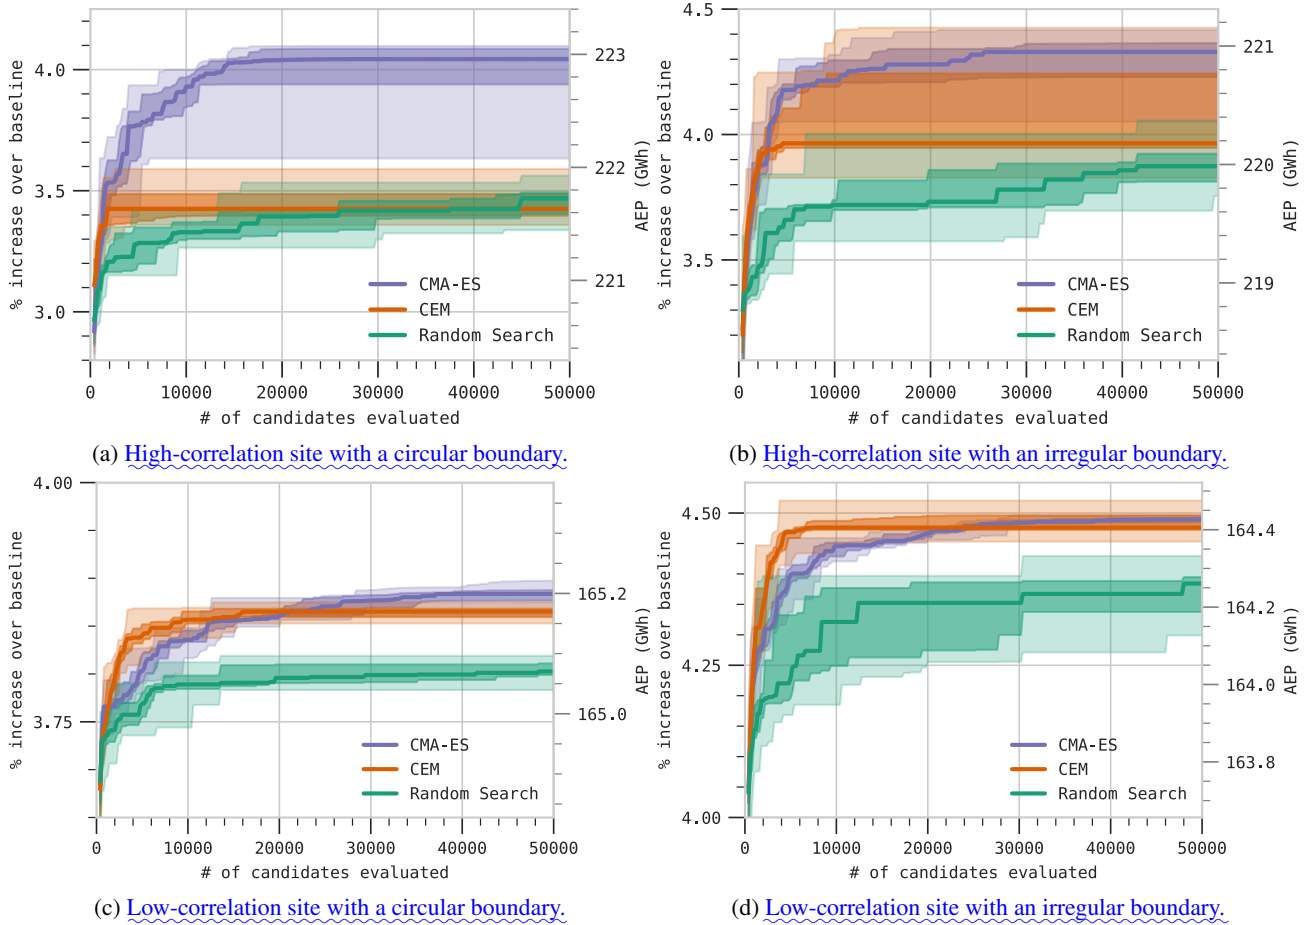 4.0
3.5
3.0
% increase over baseline
223
222
221
AEP (GWh)
CMA-ES
CEM
Random Search
0 10000 20000 30000 40000 50000
# of candidates evaluated
(a) High-correlation site with a circular boundary.
4.5
4.0
3.5
% increase over baseline
221
220
219
AEP (GWh)
CMA-ES
CEM
Random Search
0 10000 20000 30000 40000 50000
# of candidates evaluated
(b) High-correlation site with an irregular boundary.
4.00
3.75
% increase over baseline
165.2
165.0
AEP (GWh)
CMA-ES
CEM
Random Search
0 10000 20000 30000 40000 50000
# of candidates evaluated
(c) Low-correlation site with a circular boundary.
4.50
4.25
4.00
% increase over baseline
164.4
164.2
164.0
163.8
AEP (GWh)
CMA-ES
CEM
Random Search
0 10000 20000 30000 40000 50000
# of candidates evaluated
(d) Low-correlation site with an irregular boundary.